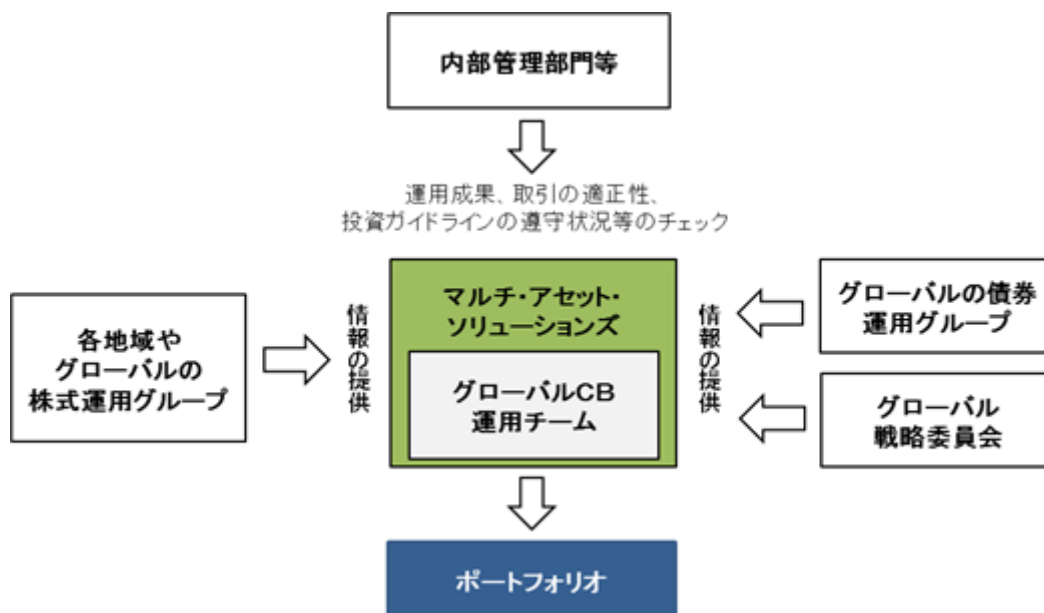 内部管理部門等
運用成果、取引の適正性、
投資ガイドラインの遵守状況等のチェック
各地域や
グローバルの
株式運用グループ
情報の提供
マルチ・アセット・
ソリューションズ
グローバルCB
運用チーム
情報の提供
グローバルの債券
運用グループ
グローバル
戦略委員会
ポートフォリオ